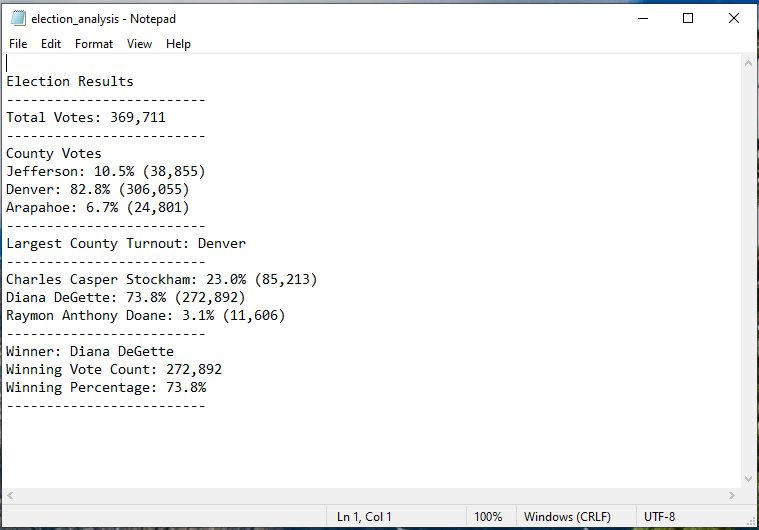 election_analysis - Notepad
File Edit Format View Help
Election Results
-------------------------
Total Votes: 369,711
-------------------------
County Votes
Jefferson: 10.5% (38,855)
Denver: 82.8% (306,055)
Arapahoe: 6.7% (24,801)
-------------------------
Largest County Turnout: Denver
-------------------------
Charles Casper Stockham: 23.0% (85,213)
Diana DeGette: 73.8% (272,892)
Raymon Anthony Doane: 3.1% (11,606)
-------------------------
Winner: Diana DeGette
Winning Vote Count: 272,892
Winning Percentage: 73.8%
-------------------------
Ln 1, Col 1 100% Windows (CRLF) UTF-8